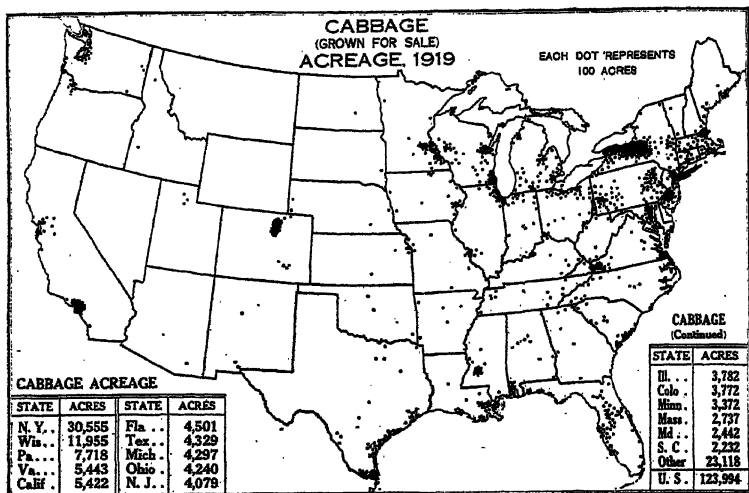 CABBAGE
(GROWN FOR SALE)
ACREAGE, 1919
EACH DOT REPRESENTS
100 ACRES
CABBAGE ACREAGE
STATE ACRES STATE ACRES
N. Y. . 30,555 Fla . . 4,501
Wis. . . 11,955 Tex . . 4,329
Pa. . . 7,718 Mich . 4,297
Va. . . 5,443 Ohio . 4,240
Calif . 5,422 N. J. . 4,079
CABBAGE
(Continued)
STATE ACRES
Ill. . . 3,782
Colo . 3,772
Minn. . 3,372
Mass. . 2,737
Md . . 2,442
S. C . 2,232
Other 23,118
U. S . 123,994